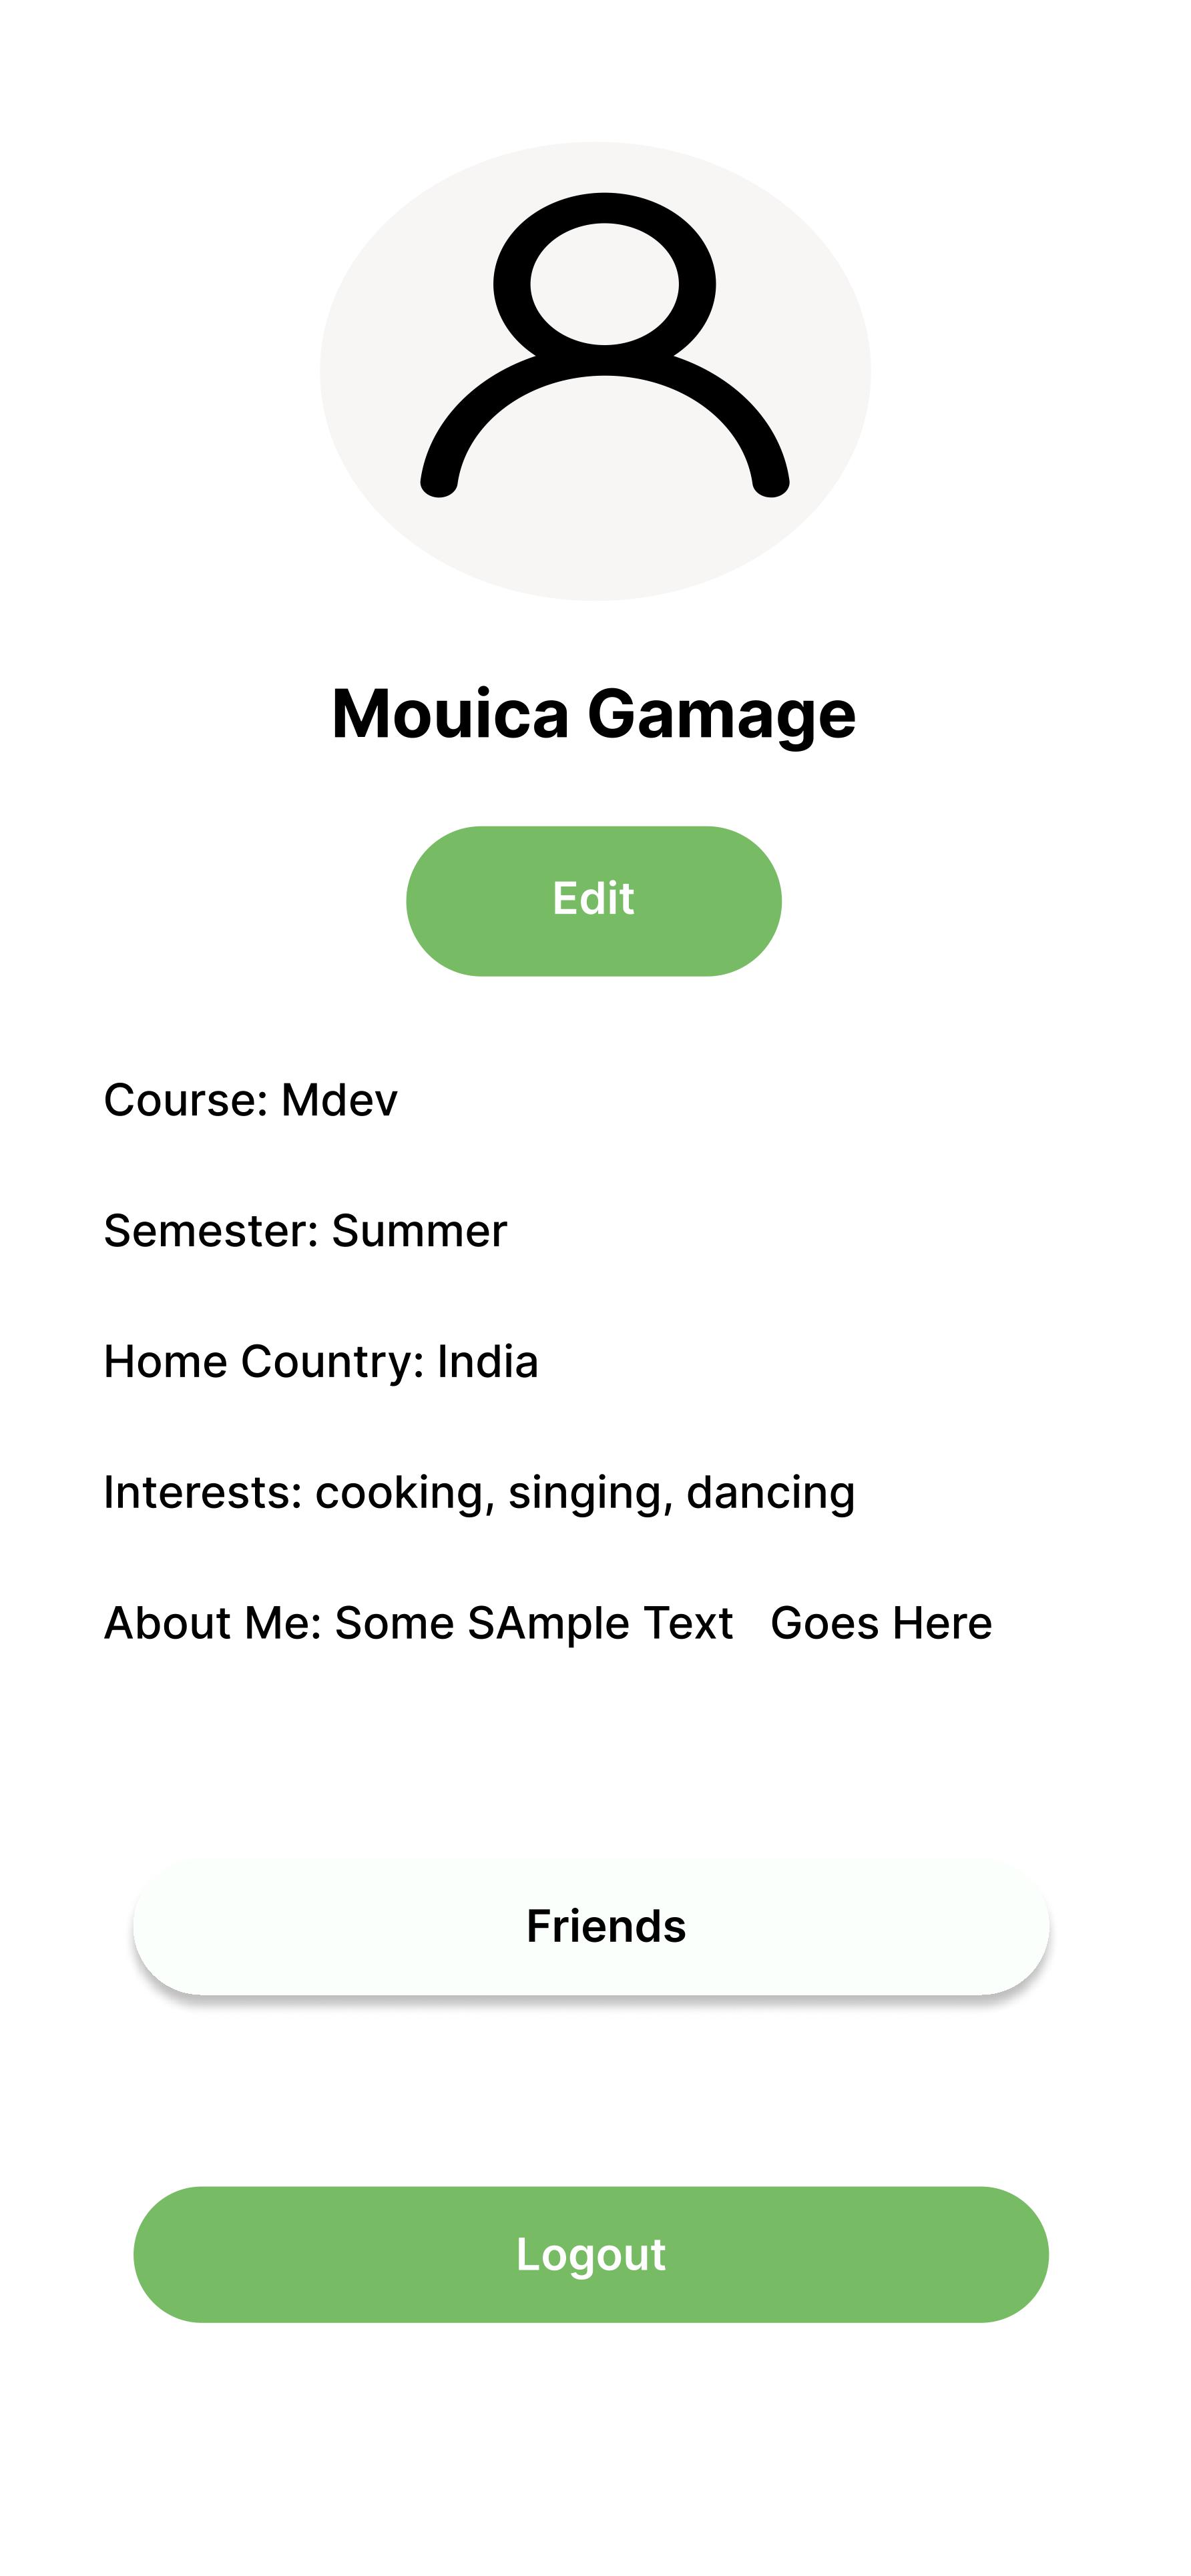 Mouica Gamage
Edit
Course: Mdev
Semester: Summer
Home Country: India
Interests: cooking, singing, dancing
About Me: Some SAmple Text   Goes Here
Friends
Logout